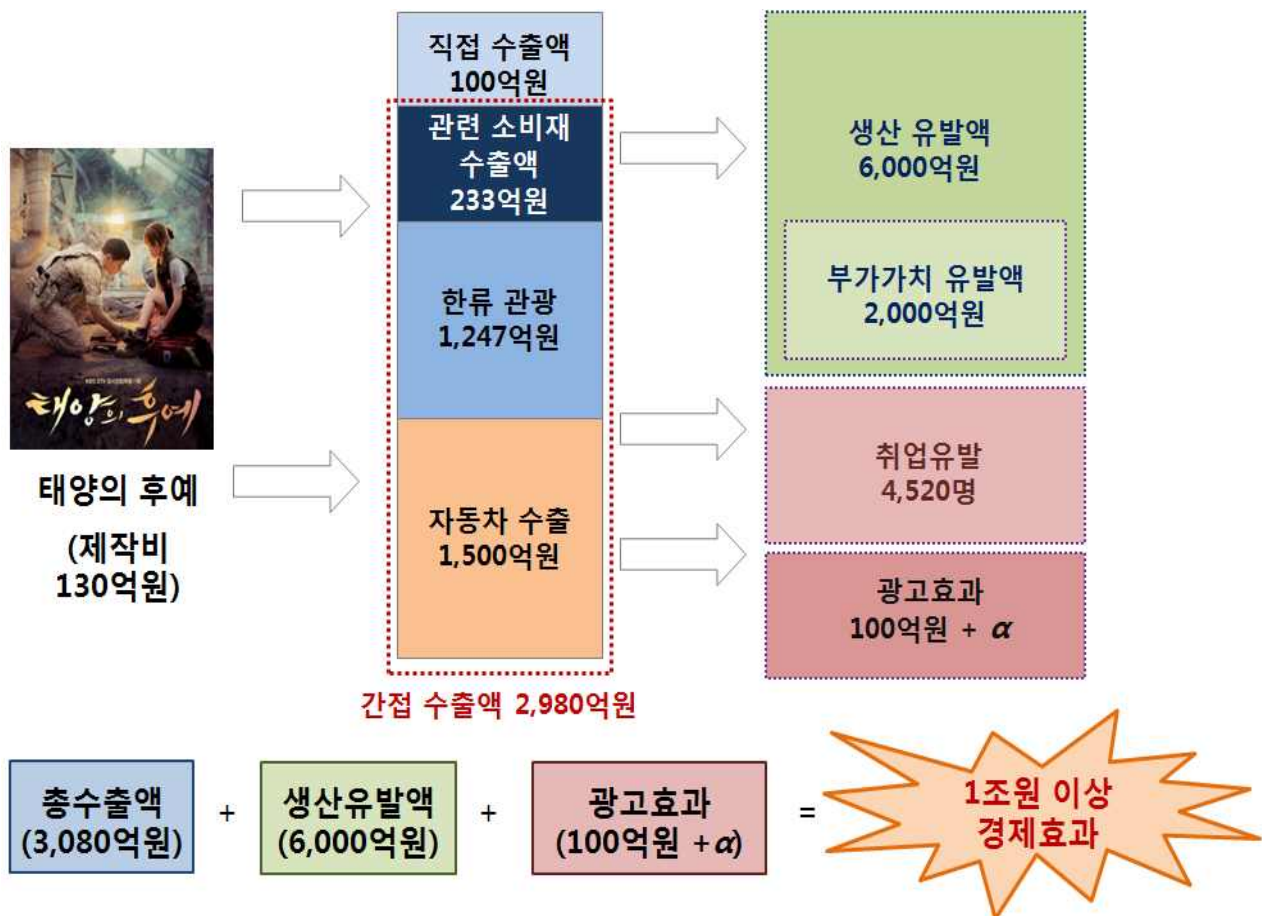 태양의 후예
태양의 후예
(제작비
130억원)
직접 수출액
100억원
관련 소비재
수출액
233억원
한류 관광
1,247억원
자동차 수출
1,500억원
간접 수출액 2,980억원
생산 유발액
6,000억원
부가가치 유발액
2,000억원
취업유발
4,520명
광고효과
100억원 + α
총수출액
(3,080억원)
+
생산유발액
(6,000억원)
+
광고효과
(100억원 +α)
=
1조원 이상
경제효과